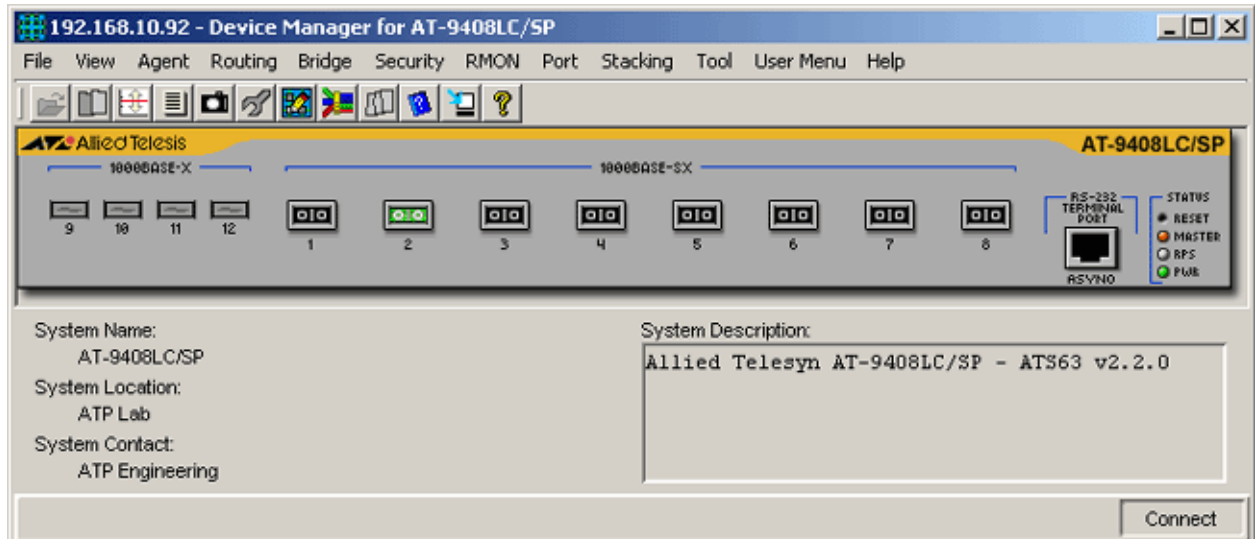 192.168.10.92 - Device Manager for AT-9408LC/SP
File View Agent Routing Bridge Security RMON Port Stacking Tool User Menu Help
Allied Telesis
AT-9408LC/SP
1000BASE-X
1000BASE-SX
RS-232
TERMINAL
PORT
STATUS
RESET
MASTER
RPS
PWR
9 10 11 12 1 2 3 4 5 6 7 8
ASYNO
System Name:
AT-9408LC/SP
System Location:
ATP Lab
System Contact:
ATP Engineering
System Description:
Allied Telesyn AT-9408LC/SP - ATS63 v2.2.0
Connect